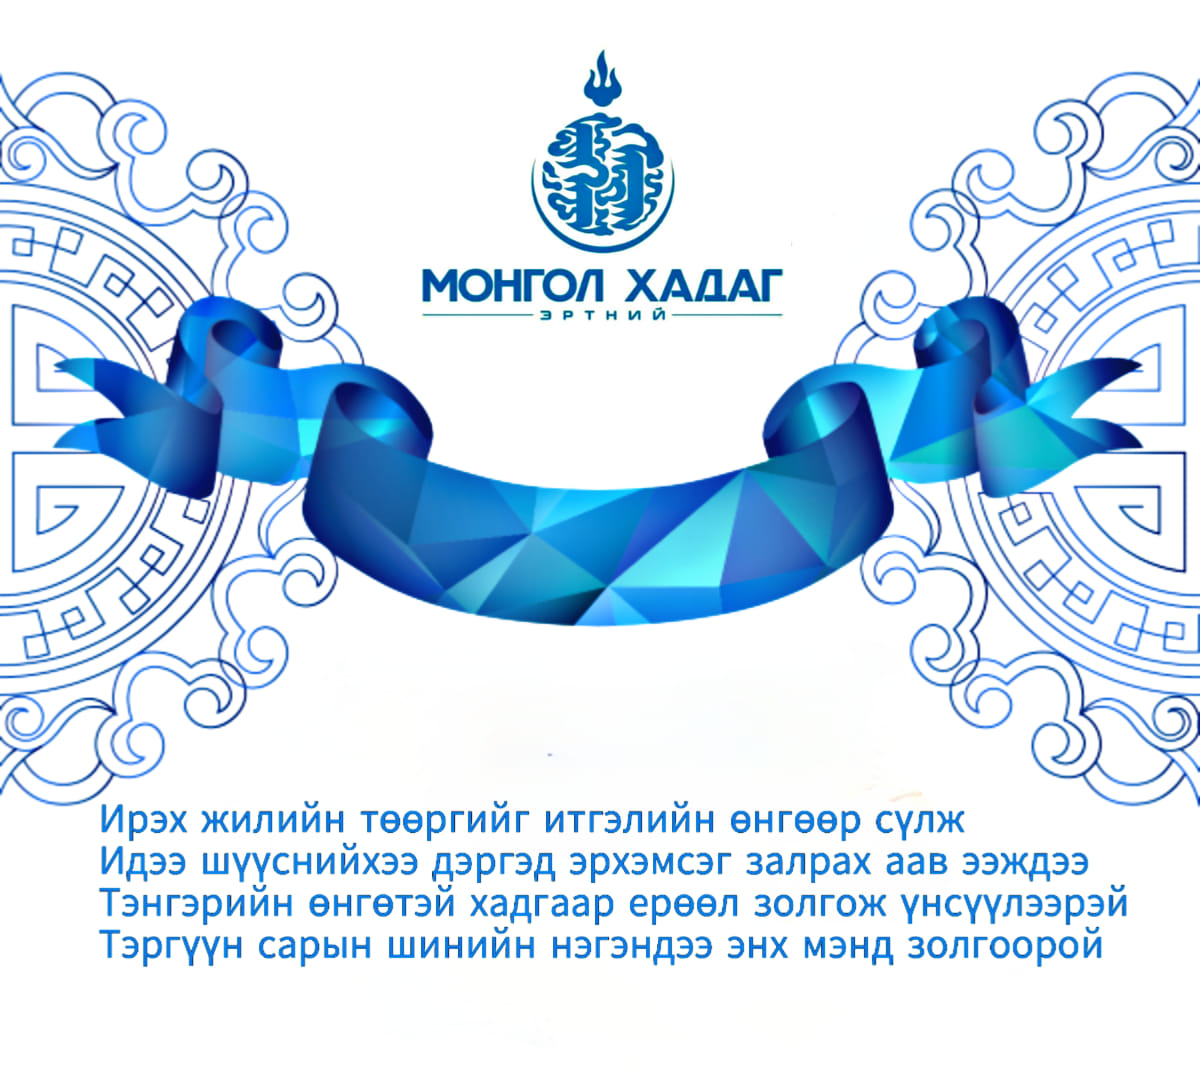 МОНГОЛ ХАДАГ
ЭРТНИЙ
Ирэх жилийн төөргийг итгэлийн өнгөөр сүлж
Идээ шүүснийхээ дэргэд эрхэмсэг залрах аав ээждээ
Тэнгэрийн өнгөтэй хадгаар ерөөл золгож үнсүүлээрэй
Тэргүүн сарын шинийн нэгэндээ энх мэнд золгоорой